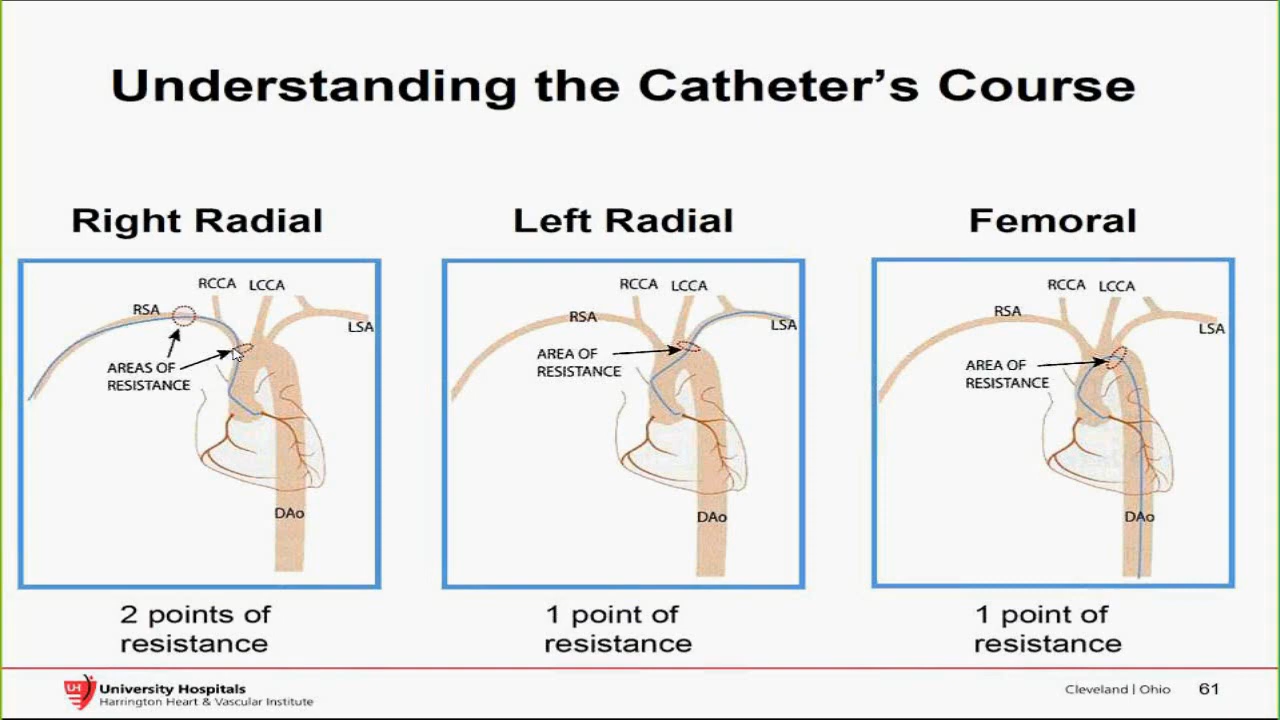 Understanding the Catheter's Course
Right Radial
RCCA LCCA
RSA
LSA
AREAS OF
RESISTANCE
DAo
2 points of
resistance
Left Radial
RCCA LCCA
RSA
LSA
AREA OF
RESISTANCE
DAo
1 point of
resistance
Femoral
RCCA LCCA
RSA
LSA
AREA OF
RESISTANCE
DAo
1 point of
resistance
UH
University Hospitals
Harrington Heart & Vascular Institute
Cleveland | Ohio 61